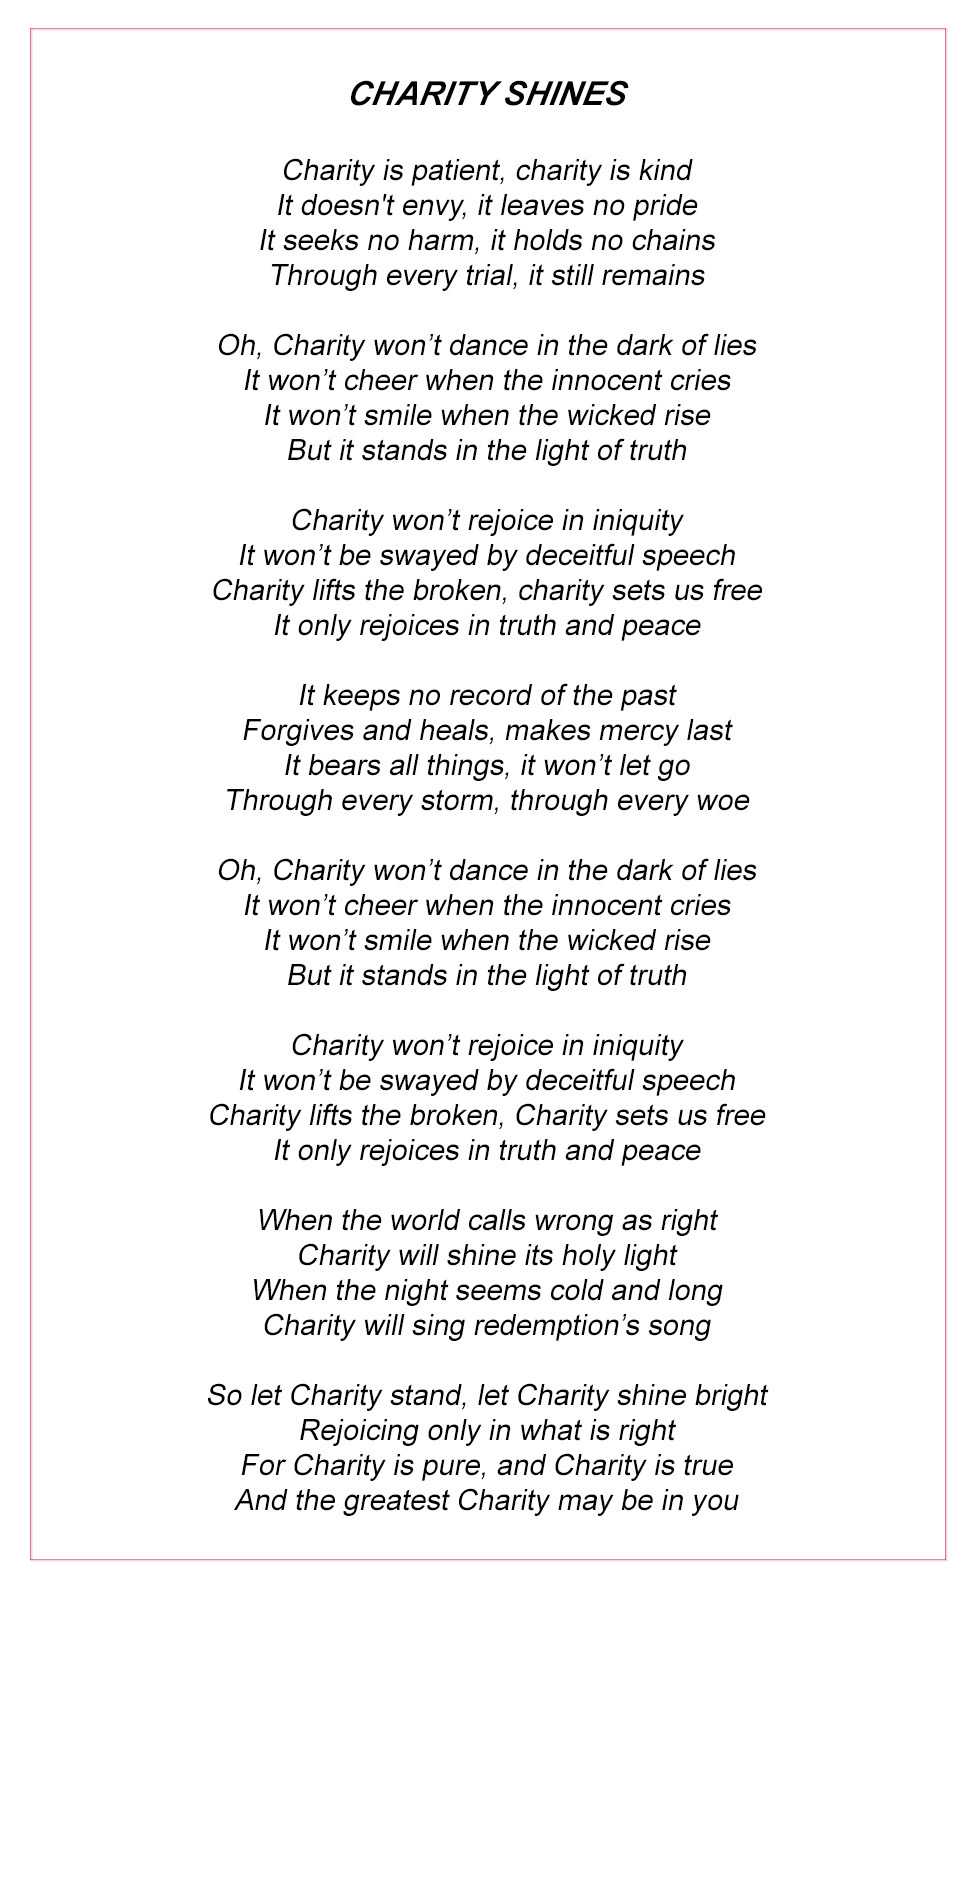 CHARITY SHINES
Charity is patient, charity is kind
It doesn't envy, it leaves no pride
It seeks no harm, it holds no chains
Through every trial, it still remains
Oh, Charity won’t dance in the dark of lies
It won’t cheer when the innocent cries
It won’t smile when the wicked rise
But it stands in the light of truth
Charity won’t rejoice in iniquity
It won’t be swayed by deceitful speech
Charity lifts the broken, charity sets us free
It only rejoices in truth and peace
It keeps no record of the past
Forgives and heals, makes mercy last
It bears all things, it won’t let go
Through every storm, through every woe
Oh, Charity won’t dance in the dark of lies
It won’t cheer when the innocent cries
It won’t smile when the wicked rise
But it stands in the light of truth
Charity won’t rejoice in iniquity
It won’t be swayed by deceitful speech
Charity lifts the broken, Charity sets us free
It only rejoices in truth and peace
When the world calls wrong as right
Charity will shine its holy light
When the night seems cold and long
Charity will sing redemption’s song
So let Charity stand, let Charity shine bright
Rejoicing only in what is right
For Charity is pure, and Charity is true
And the greatest Charity may be in you